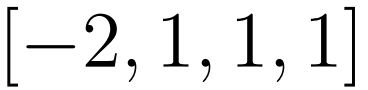 [−2, 1, 1, 1]